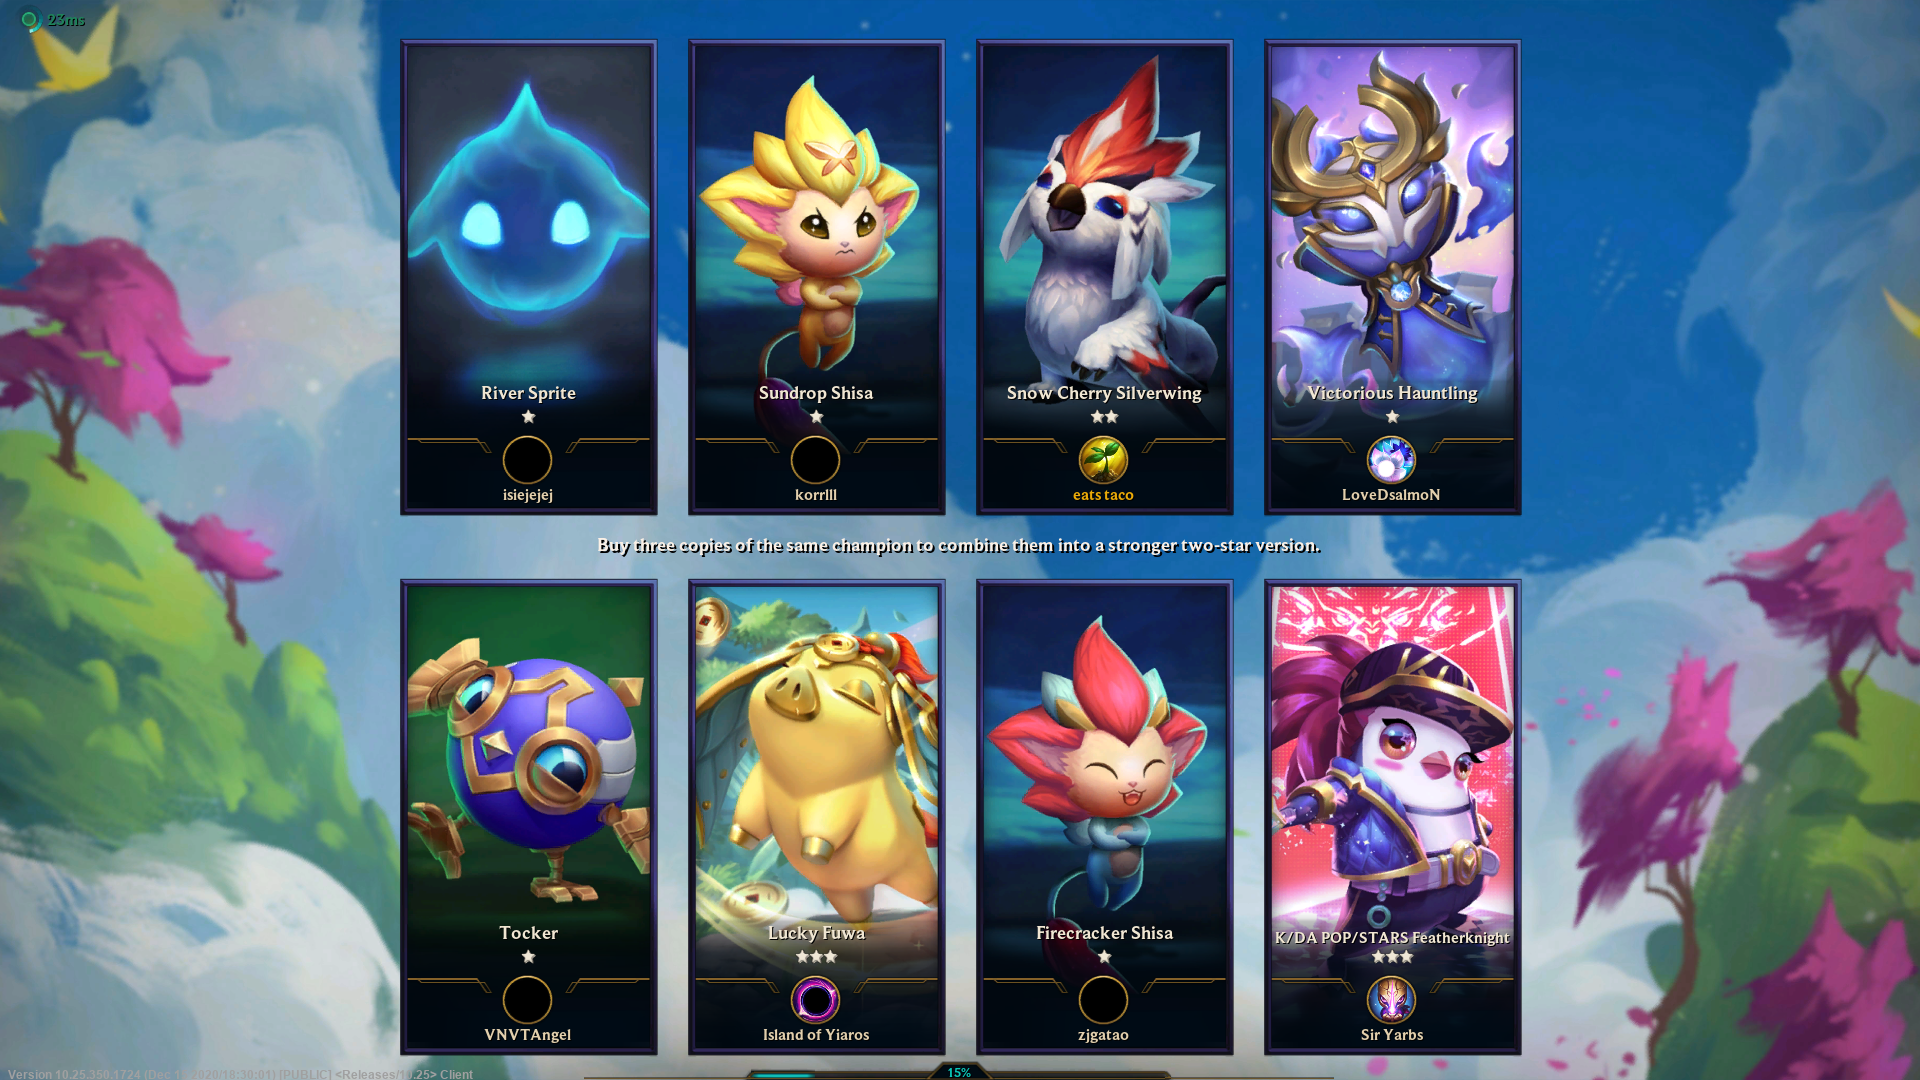 23ms
River Sprite
isiejejej
Sundrop Shisa
korrlll
Snow Cherry Silverwing
eats taco
Victorious Hauntling
LoveDsalmoN
Buy three copies of the same champion to combine them into a stronger two-star version.
Tocker
VNVTAngel
Lucky Fuwa
Island of Yiaros
Firecracker Shisa
zjgatao
K/DA POP/STARS Featherknight
Sir Yarbs
Version 10.25.350.1724 (Dec 2020/18:30:01) [PUBLIC] <Releases/10.25> Client
15%